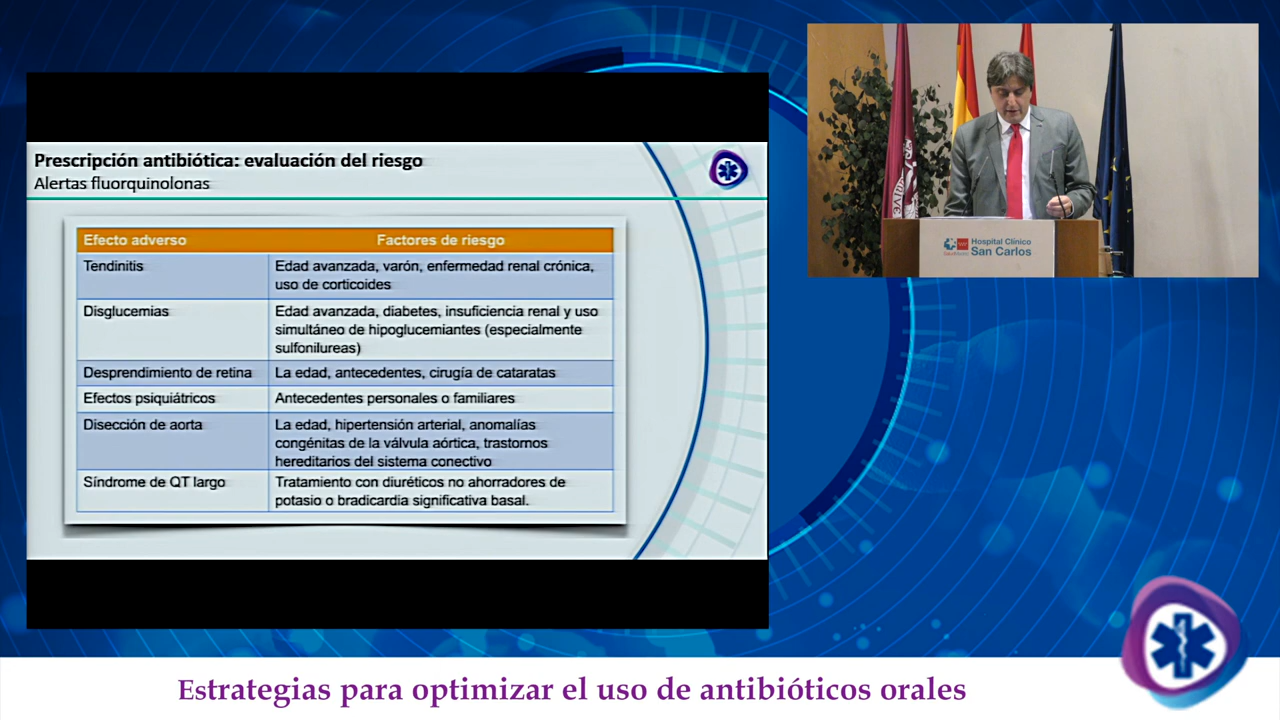 Prescripción antibiótica: evaluación del riesgo
Alertas fluorquinolonas
Efecto adverso Factores de riesgo
Tendinitis Edad avanzada, varón, enfermedad renal crónica,
uso de corticoides
Disglucemias Edad avanzada, diabetes, insuficiencia renal y uso
simultáneo de hipoglucemiantes (especialmente
sulfonilureas)
Desprendimiento de retina La edad, antecedentes, cirugía de cataratas
Efectos psiquiátricos Antecedentes personales o familiares
Disección de aorta La edad, hipertensión arterial, anomalías
congénitas de la válvula aórtica, trastornos
hereditarios del sistema conectivo
Síndrome de QT largo Tratamiento con diuréticos no ahorradores de
potasio o bradicardia significativa basal.
Hospital Clínico
San Carlos
Estrategias para optimizar el uso de antibióticos orales